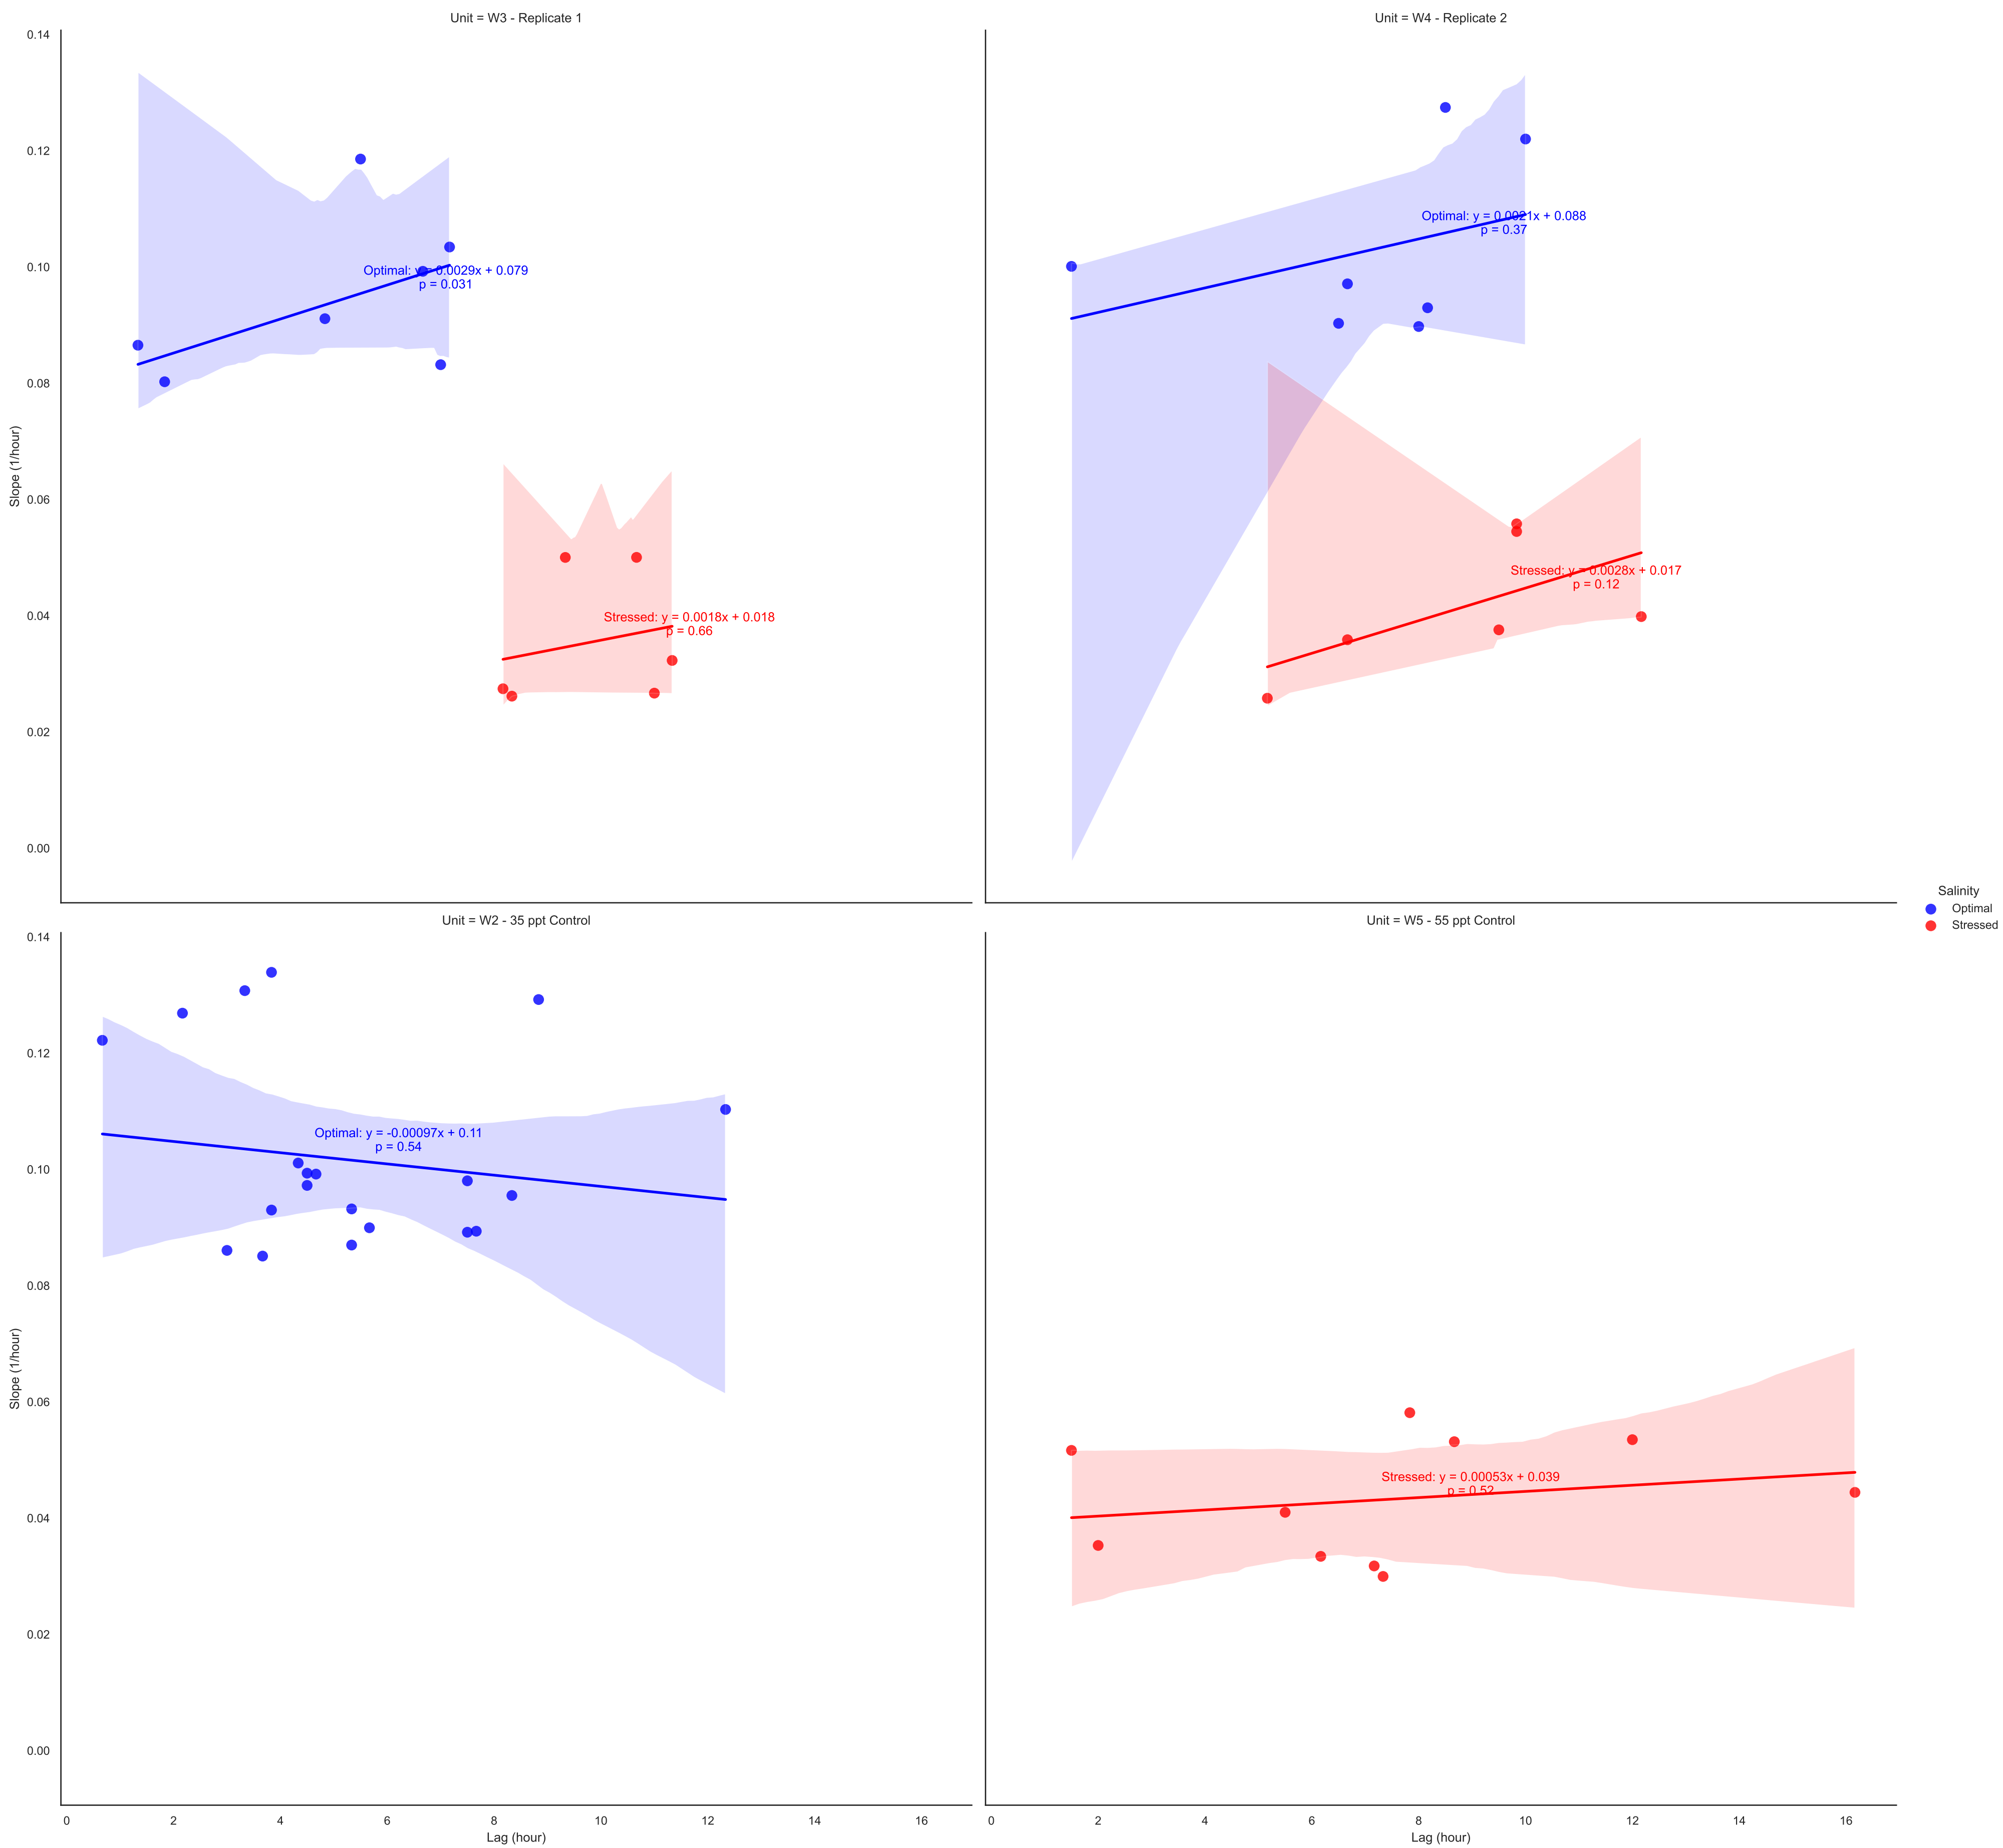 Unit = W3 - Replicate 1
0.14
0.12
0.10
0.08
0.06
0.04
0.02
0.00
Slope (1/hour)
Optimal: y = 0.0029x + 0.079
p = 0.031
Stressed: y = 0.0018x + 0.018
p = 0.66
Unit = W4 - Replicate 2
Optimal: y = 0.0021x + 0.088
p = 0.37
Stressed: y = 0.0028x + 0.017
p = 0.12
Salinity
Optimal
Stressed
Unit = W2 - 35 ppt Control
0.14
0.12
0.10
0.08
0.06
0.04
0.02
0.00
Slope (1/hour)
Optimal: y = -0.00097x + 0.11
p = 0.54
0 2 4 6 8 10 12 14 16
Lag (hour)
Unit = W5 - 55 ppt Control
Stressed: y = 0.00053x + 0.039
p = 0.52
0 2 4 6 8 10 12 14 16
Lag (hour)